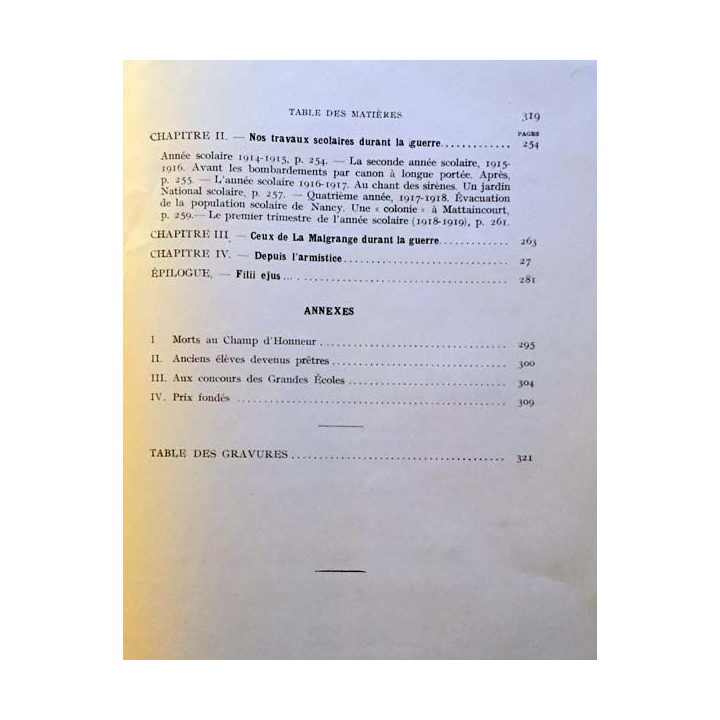 TABLE DES MATIÈRES 319
PAGES
CHAPITRE II. — Nos travaux scolaires durant la guerre............ 254
Année scolaire 1914-1915, p. 254. — La seconde année scolaire, 1915-
1916. Avant les bombardements par canon à longue portée. Après,
p. 255. — L'année scolaire 1916-1917. Au chant des sirènes. Un jardin
National scolaire, p. 257. — Quatrième année, 1917-1918. Évacuation
de la population scolaire de Nancy. Une « colonie » à Mattaincourt,
p. 259. — Le premier trimestre de l'année scolaire (1918-1919), p. 261.
CHAPITRE III — Ceux de La Malgrange durant la guerre............ 263
CHAPITRE IV. — Depuis l'armistice............ 27
ÉPILOGUE, — Filii ejus............ 281
ANNEXES
I Morts au Champ d'Honneur............ 295
II. Anciens élèves devenus prêtres............ 300
III. Aux concours des Grandes Écoles............ 304
IV. Prix fondés............ 309
TABLE DES GRAVURES............ 321